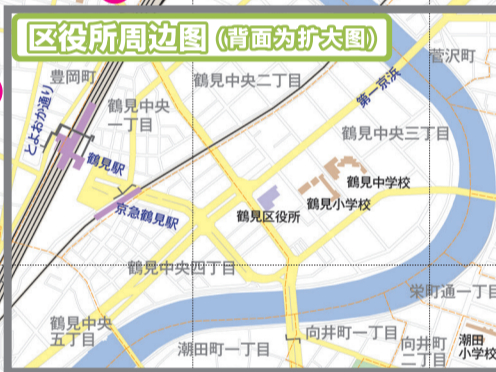 区役所周边图(背面为扩大图)
豊岡町
とよおか通り
鶴見中央二丁目
菅沢町
第一京浜
鶴見中央
一丁目
鶴見中央三丁目
鶴見駅
鶴見中学校
鶴見小学校
京急鶴見駅
鶴見区役所
鶴見中央四丁目
栄町通一丁目
鶴見中央
五丁目
向井町一丁目
潮田町一丁目
向井町
二丁目
潮田
小学校